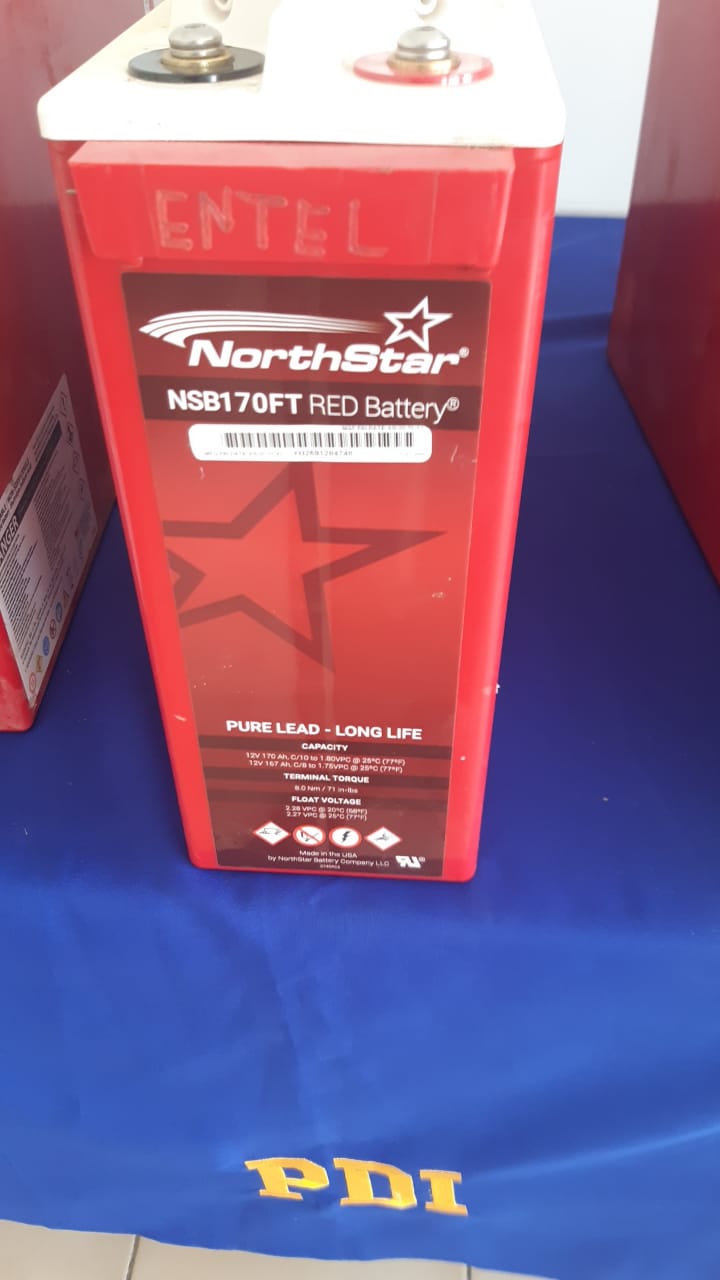 ENTEL
NorthStar®
NSB170FT RED Battery®
PURE LEAD - LONG LIFE
CAPACITY
12V 170 Ah, C/10 to 1.80VPC @ 25°C (77°F)
12V 167 Ah, C/8 to 1.75VPC @ 25°C (77°F)
TERMINAL TORQUE
8.0 Nm / 71 in-lbs
FLOAT VOLTAGE
2.28 VPC @ 20°C (68°F)
2.27 VPC @ 25°C (77°F)
Made in the USA
by NorthStar Battery Company LLC
PDI